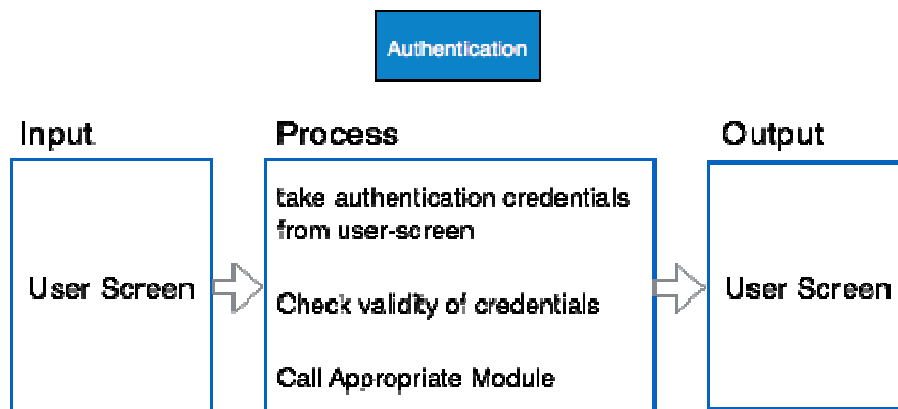 Authentication
Input
Process
Output
User Screen
take authentication credentials
from user-screen
Check validity of credentials
Call Appropriate Module
User Screen